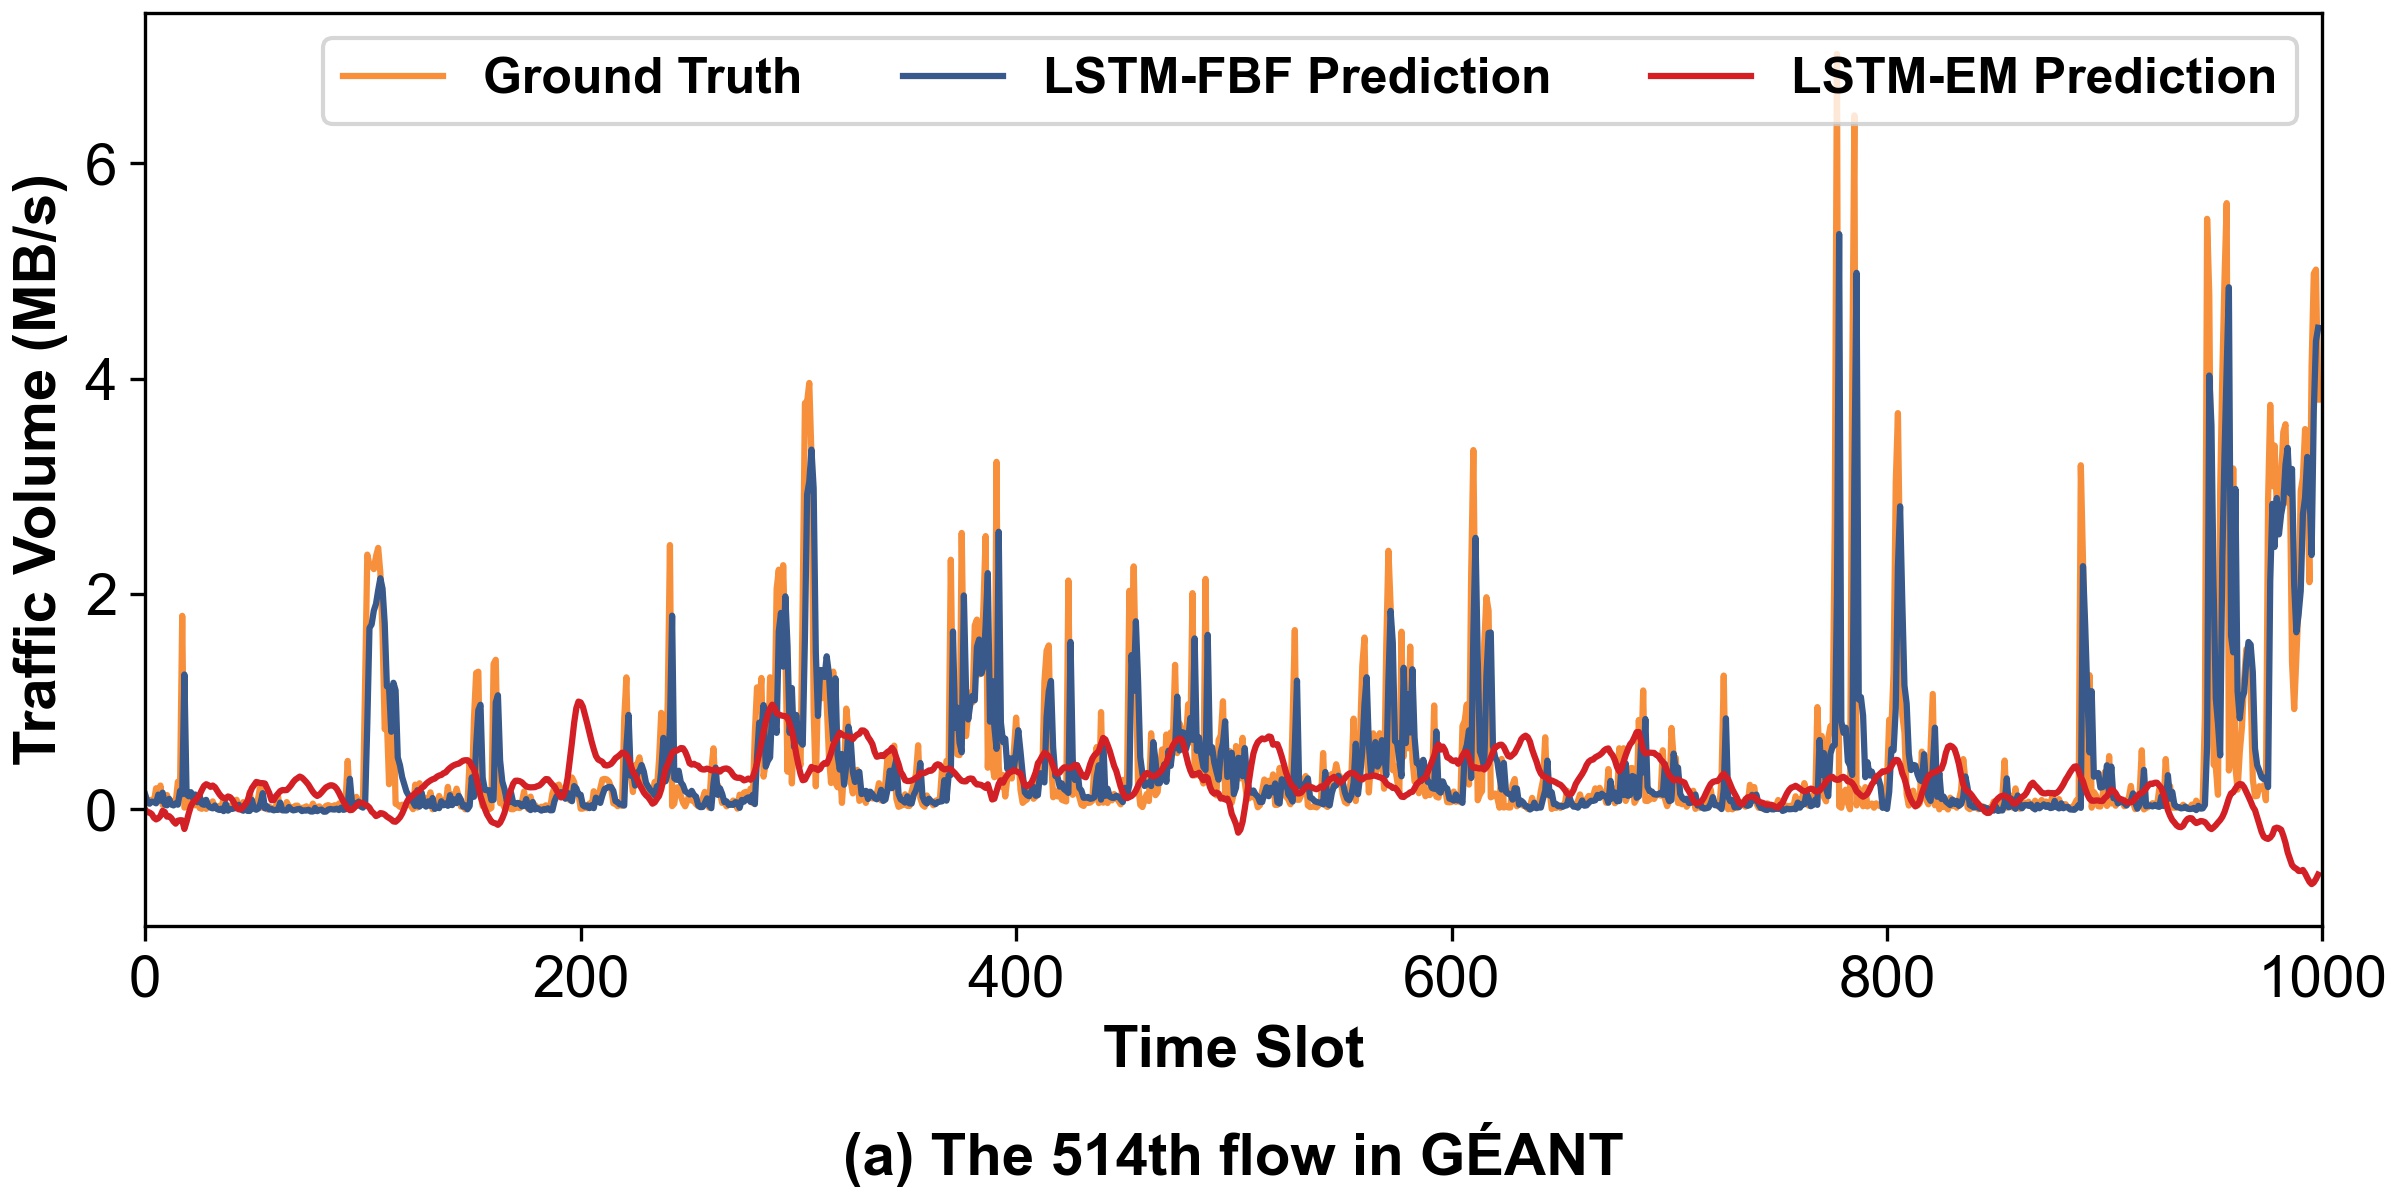 Ground Truth LSTM-FBF Prediction LSTM-EM Prediction
Traffic Volume (MB/s)
6
4
2
0
0 200 400 600 800 1000
Time Slot
(a) The 514th flow in GÉANT